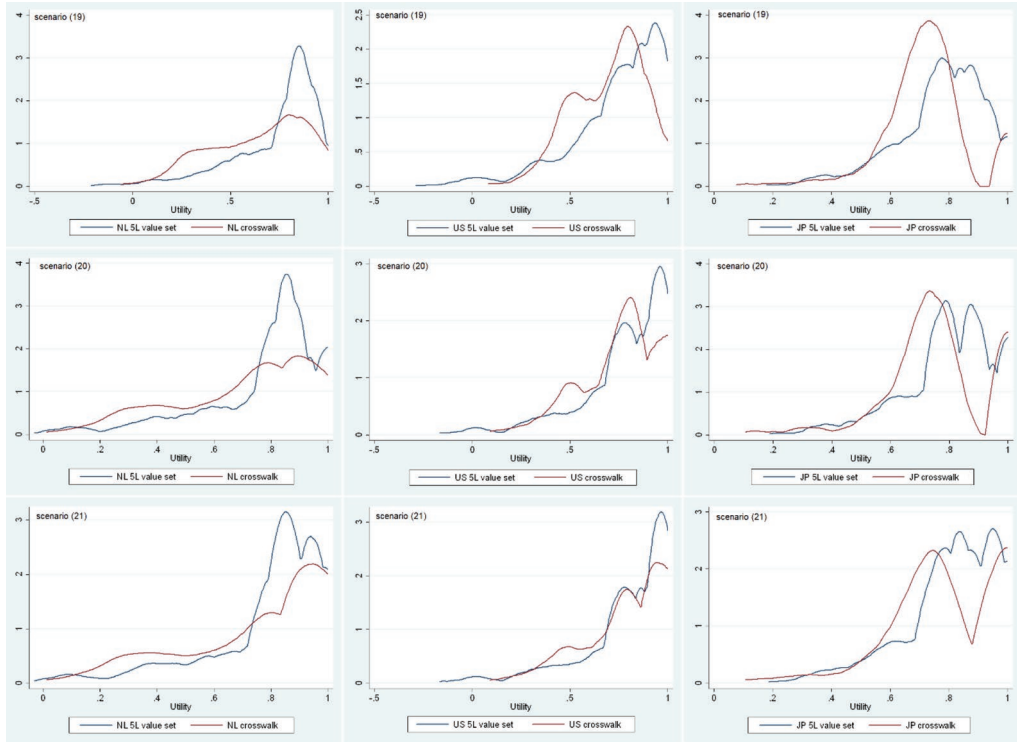 scenario (19)
4
3
2
1
0
-.5
0
.5
1
Utility
NL 5L value set
NL crosswalk
scenario (19)
2.5
2
1.5
1
.5
0
-.5
0
.5
1
Utility
US 5L value set
US crosswalk
scenario (19)
4
3
2
1
0
0
.2
.4
.6
.8
1
Utility
JP 5L value set
JP crosswalk
scenario (20)
4
3
2
1
0
0
.2
.4
.6
.8
1
Utility
NL 5L value set
NL crosswalk
scenario (20)
3
2
1
0
-.5
0
.5
1
Utility
US 5L value set
US crosswalk
scenario (20)
4
3
2
1
0
0
.2
.4
.6
.8
1
Utility
JP 5L value set
JP crosswalk
scenario (21)
3
2
1
0
0
.2
.4
.6
.8
1
Utility
NL 5L value set
NL crosswalk
scenario (21)
3
2
1
0
-.5
0
.5
1
Utility
US 5L value set
US crosswalk
scenario (21)
3
2
1
0
0
.2
.4
.6
.8
1
Utility
JP 5L value set
JP crosswalk